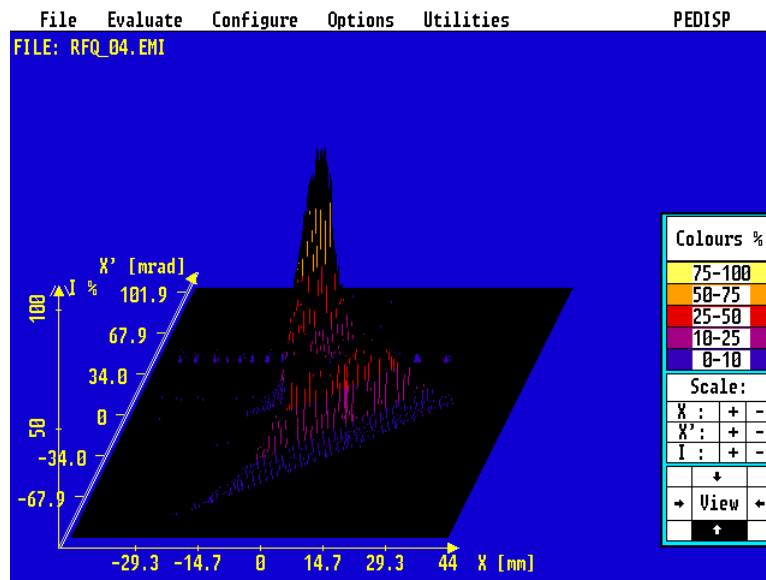 File Evaluate Configure Options Utilities PEDISP
FILE: RFQ_04.EMI
Colours %
75-100
50-75
25-50
10-25
0-10
Scale:
X : + -
X': + -
I : + -
↓
→ View ←
↑
X' [mrad]
I %
101.9
100
67.9
34.0
0
50
-34.0
-67.9
-29.3 -14.7 0 14.7 29.3 44 X [mm]